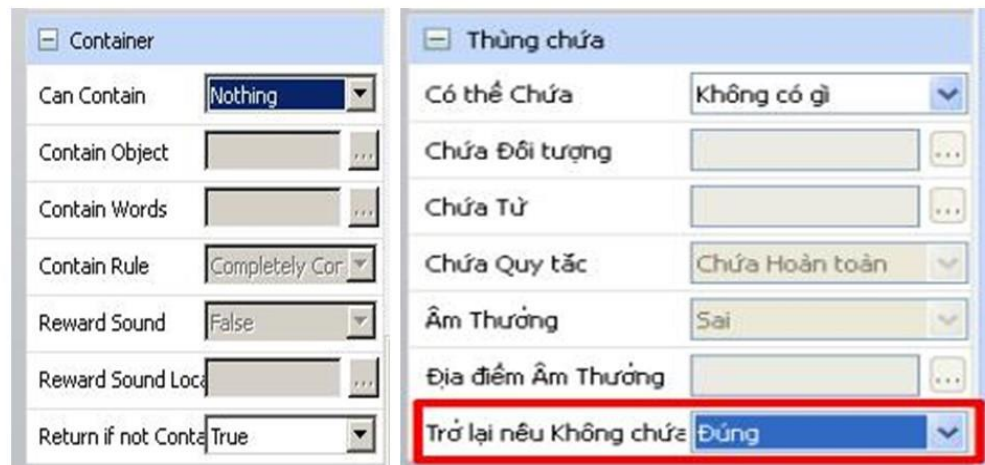 Container
Can Contain Nothing
Contain Object ...
Contain Words ...
Contain Rule Completely Cor
Reward Sound False
Reward Sound Loca ...
Return if not Conta True
Thùng chứa
Có thể Chứa Không có gì
Chứa Đối tượng ...
Chứa Từ ...
Chứa Quy tắc Chứa Hoàn toàn
Âm Thưởng Sai
Địa điểm Âm Thưởng ...
Trở lại nếu Không chứa Đúng